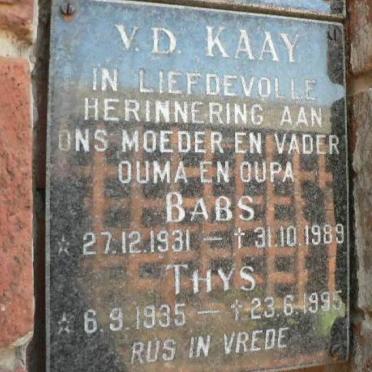 V.D. KAAY
IN LIEFDEVOLLE
HERINNERING AAN
ONS MOEDER EN VADER
OUMA EN OUPA
BABS
☆ 27.12.1931 — † 31.10.1989
THYS
☆ 6.9.1935 — † 23.6.1995
RUS IN VREDE